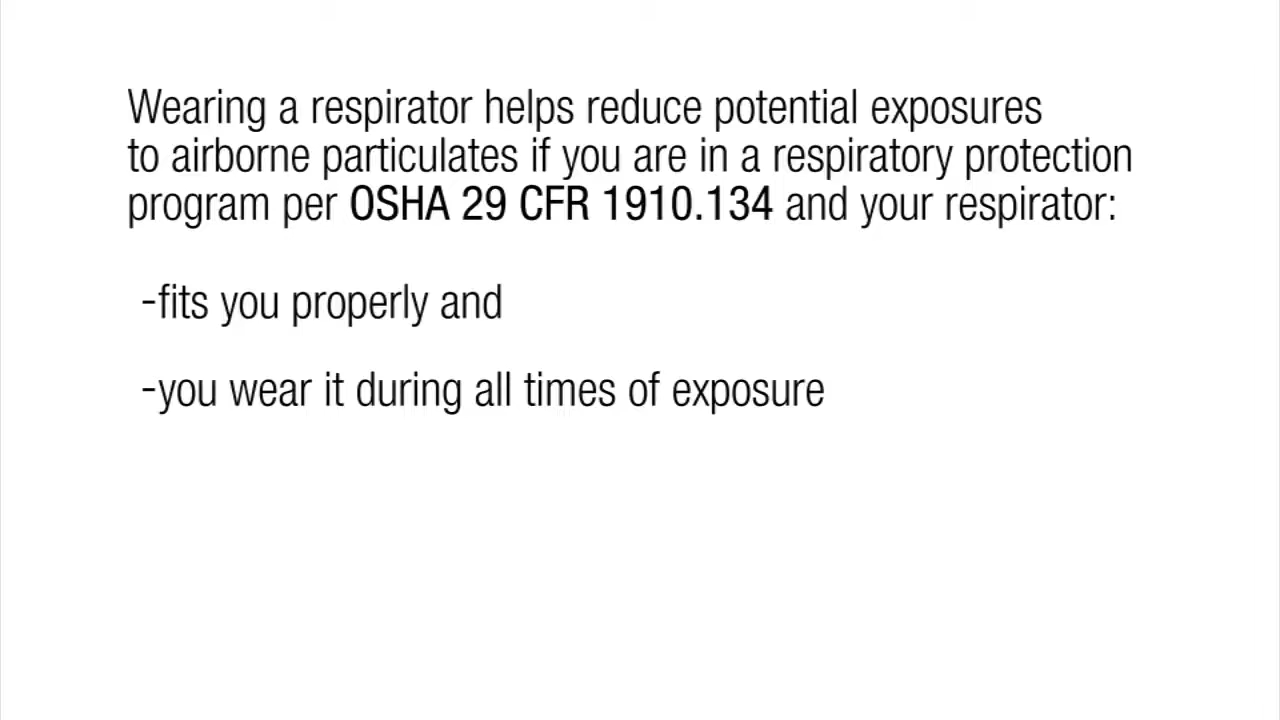 Wearing a respirator helps reduce potential exposures
to airborne particulates if you are in a respiratory protection
program per OSHA 29 CFR 1910.134 and your respirator:
-fits you properly and
-you wear it during all times of exposure